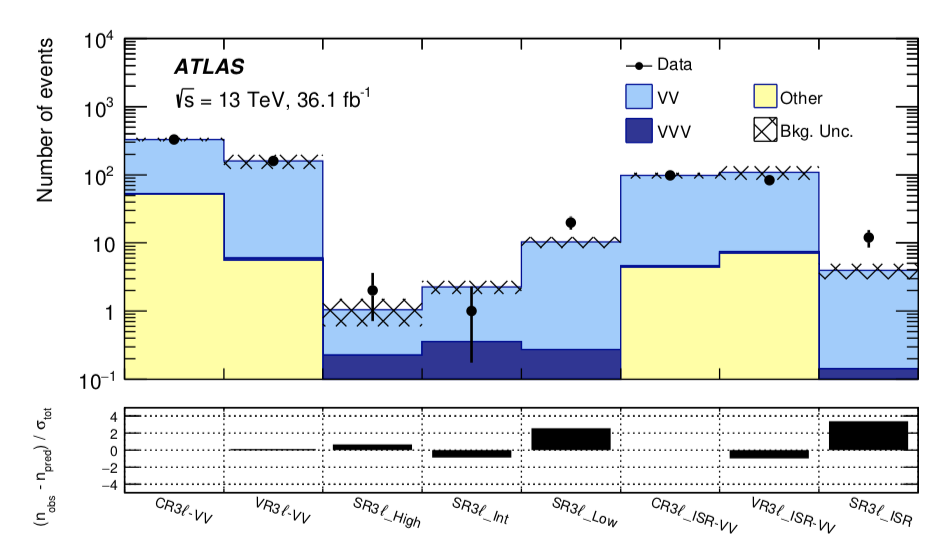 Number of events
10⁴
10³
10²
10
1
10⁻¹
ATLAS
√s = 13 TeV, 36.1 fb⁻¹
Data
VV
Other
VVV
Bkg. Unc.
(n_obs - n_pred) / σ_tot
4
2
0
−2
−4
CR3ℓ-VV
VR3ℓ-VV
SR3ℓ_High
SR3ℓ_Int
SR3ℓ_Low
CR3ℓ_ISR-VV
VR3ℓ_ISR-VV
SR3ℓ_ISR